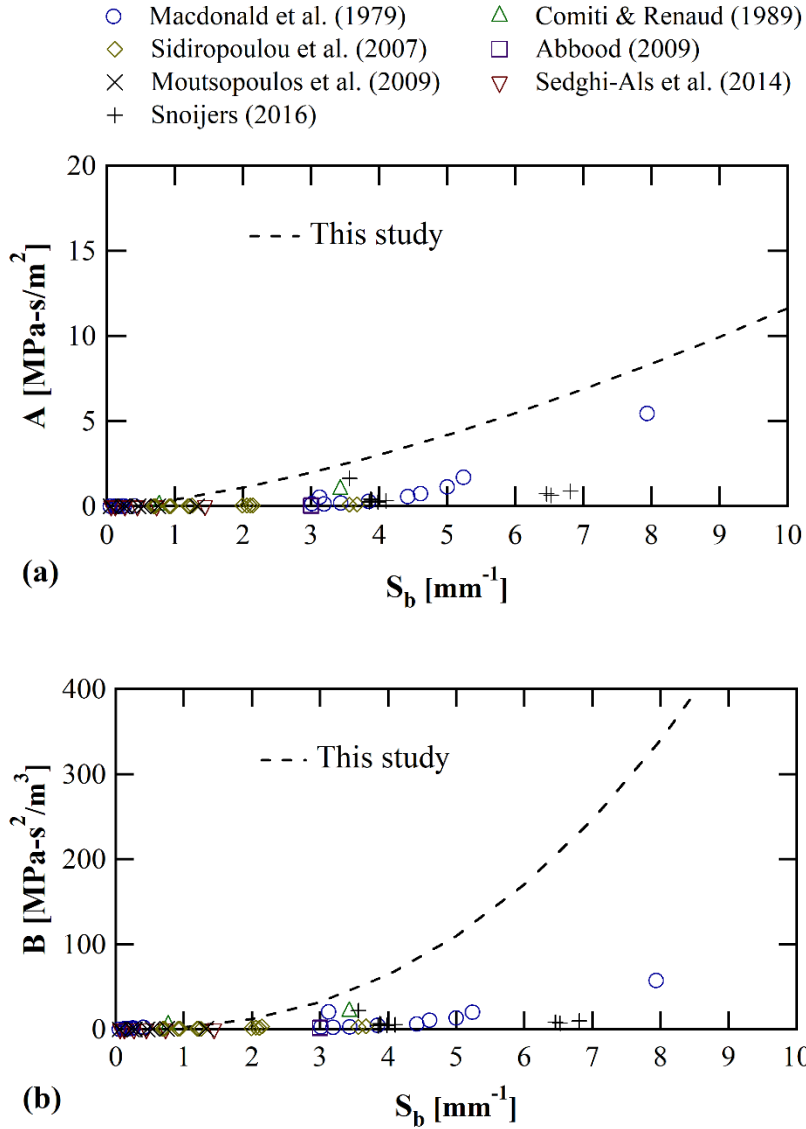 Macdonald et al. (1979) Comiti & Renaud (1989)
Sidiropoulou et al. (2007) Abbood (2009)
Moutsopoulos et al. (2009) Sedghi-Als et al. (2014)
Snoijers (2016)
20
This study
15
10
5
0
A [MPa-s/m²]
0 1 2 3 4 5 6 7 8 9 10
(a)
S_b [mm⁻¹]
400
This study
300
200
100
0
B [MPa-s²/m³]
0 1 2 3 4 5 6 7 8 9 10
(b)
S_b [mm⁻¹]